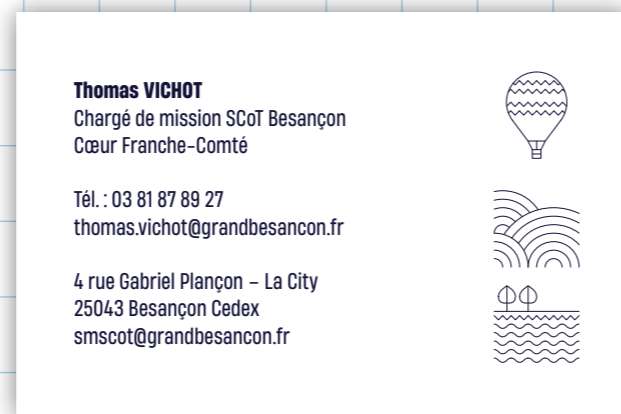 Thomas VICHOT
Chargé de mission SCoT Besançon
Cœur Franche-Comté
Tél. : 03 81 87 89 27
thomas.vichot@grandbesancon.fr
4 rue Gabriel Plançon – La City
25043 Besançon Cedex
smscot@grandbesancon.fr